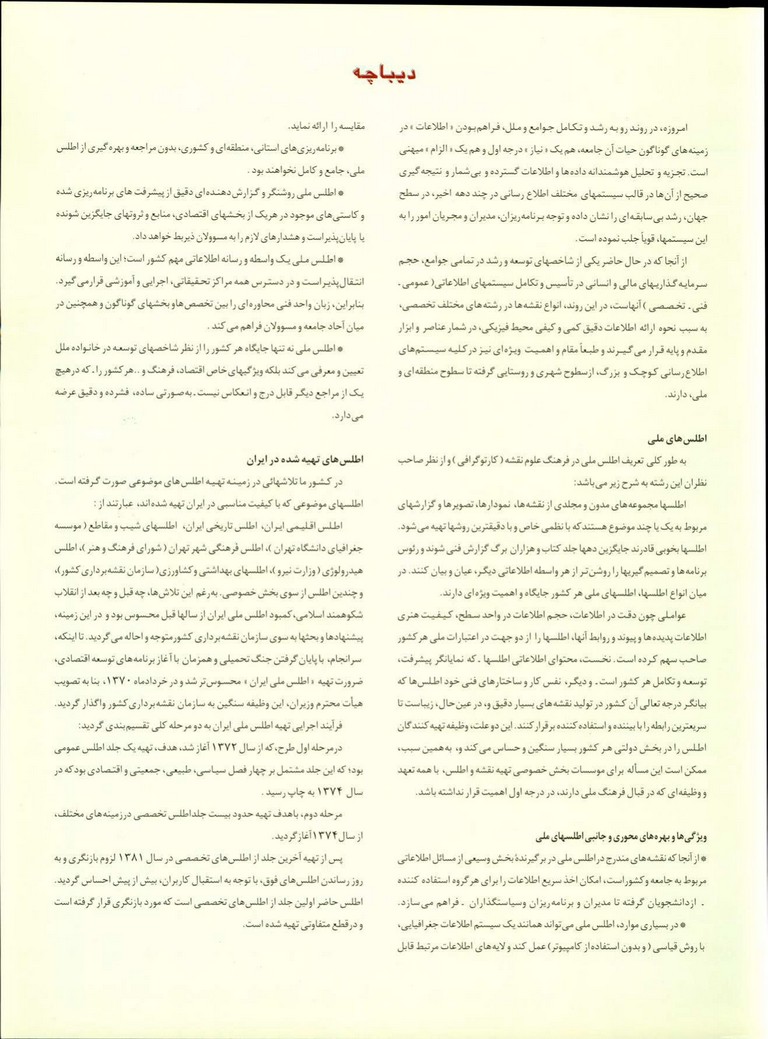 دیباچه
امروزه، در روند رو به رشد و تکامل جوامع و ملل، فراهم بودن « اطلاعات » در
زمینه‌های گوناگون حیات آن جامعه، هم یک « نیاز » درجه اول و هم یک « الزام » میهنی
است. تجزیه و تحلیل هوشمندانه داده‌ها و اطلاعات گسترده و بی‌شمار و نتیجه‌گیری
صحیح از آن‌ها در قالب سیستمهای مختلف اطلاع رسانی در چند دهه اخیر، در سطح
جهان، رشد بی‌سابقه‌ای را نشان داده و توجه برنامه‌ریزان، مدیران و مجریان امور را به
این سیستمها، قویاً جلب نموده است.
از آنجا که در حال حاضر یکی از شاخصهای توسعه و رشد در تمامی جوامع، حجم
سرمایه گذاریهای مالی و انسانی در تأسیس و تکامل سیستمهای اطلاعاتی ( عمومی ـ
فنی ـ تخصصی ) آنهاست، در این روند، انواع نقشه‌ها در رشته‌های مختلف تخصصی،
به سبب نحوه ارائه اطلاعات دقیق کمی و کیفی محیط فیزیکی، در شمار عناصر و ابزار
مقدم و پایه قرار می گیرند و طبعاً مقام و اهمیت ویژه‌ای نیز در کلیه سیستم‌های
اطلاع‌رسانی کوچک و بزرگ، ازسطوح شهری و روستایی گرفته تا سطوح منطقه‌ای و
ملی، دارند.
اطلس‌های ملی
به طور کلی تعریف اطلس ملی در فرهنگ علوم نقشه ( کارتوگرافی ) و از نظر صاحب
نظران این رشته به شرح زیر می‌باشد:
اطلسها مجموعه‌های مدون و مجلدی از نقشه‌ها، نمودارها، تصویرها و گزارشهای
مربوط به یک یا چند موضوع هستند که با نظمی خاص و با دقیقترین روشها تهیه می‌شود.
اطلسها بخوبی قادرند جایگزین دهها جلد کتاب و هزاران برگ گزارش فنی شوند و رئوس
برنامه‌ها و تصمیم گیریها را روشن‌تر از هر واسطه اطلاعاتی دیگر، عیان و بیان کنند. در
میان انواع اطلسها، اطلسهای ملی هر کشور جایگاه و اهمیت ویژه‌ای دارند.
عواملی چون دقت در اطلاعات، حجم اطلاعات در واحد سطح، کیفیت هنری
اطلاعات پدیده‌ها و پیوند و روابط آنها، اطلسها را از دو جهت در اعتبارات ملی هر کشور
صاحب سهم کرده است. نخست، محتوای اطلاعاتی اطلسها ـ که نمایانگر پیشرفت،
توسعه و تکامل هر کشور است ـ و دیگر، نفس کار و ساختارهای فنی خود اطلس‌ها که
بیانگر درجه تعالی آن کشور در تولید نقشه‌های بسیار دقیق و، در عین حال، زیباست تا
سریعترین رابطه را با بیننده و استفاده کننده برقرار کنند. این دو علت، وظیفه تهیه کنندگان
اطلس را در بخش دولتی هر کشور بسیار سنگین و حساس می کند و، به همین سبب،
ممکن است این مسأله برای موسسات بخش خصوصی تهیه نقشه و اطلس، با همه تعهد
و وظیفه‌ای که در قبال فرهنگ ملی دارند، در درجه اول اهمیت قرار نداشته باشد.
ویژگی‌ها و بهره‌های محوری و جانبی اطلسهای ملی
* از آنجا که نقشه‌های مندرج در اطلس ملی در برگیرندهٔ بخش وسیعی از مسائل اطلاعاتی
مربوط به جامعه و کشور است، امکان اخذ سریع اطلاعات را برای هر گروه استفاده کننده
ـ از دانشجویان گرفته تا مدیران و برنامه‌ریزان وسیاستگذاران ـ فراهم می‌سازد.
* در بسیاری موارد، اطلس ملی می‌تواند همانند یک سیستم اطلاعات جغرافیایی،
با روش قیاسی ( و بدون استفاده از کامپیوتر) عمل کند و لایه‌های اطلاعات مرتبط قابل
مقایسه را ارائه نماید.
* برنامه‌ریزی‌های استانی، منطقه‌ای و کشوری، بدون مراجعه و بهره گیری از اطلس
ملی، جامع و کامل نخواهند بود .
* اطلس ملی روشنگر و گزارش‌دهنده‌ای دقیق از پیشرفت های برنامه‌ریزی شده
و کاستی‌های موجود در هریک از بخشهای اقتصادی، منابع و ثروتهای جایگزین شونده
یا پایان‌پذیر است و هشدارهای لازم را به مسوولان ذیربط خواهد داد.
* اطلس ملی یک واسطه و رسانه اطلاعاتی مهم کشور است؛ این واسطه و رسانه
انتقال‌پذیر است و در دسترس همه مراکز تحقیقاتی، اجرایی و آموزشی قرار می گیرد.
بنابراین، زبان واحد فنی محاوره‌ای را بین تخصص‌ها و بخشهای گوناگون و همچنین در
میان آحاد جامعه و مسوولان فراهم می کند .
* اطلس ملی نه تنها جایگاه هر کشور را از نظر شاخصهای توسعه در خانواده ملل
تعیین و معرفی می کند بلکه ویژگیهای خاص اقتصاد، فرهنگ و .. هر کشور را ـ که در هیچ
یک از مراجع دیگر قابل درج و انعکاس نیست ـ به صورتی ساده، فشرده و دقیق عرضه
می‌دارد.
اطلس‌های تهیه شده در ایران
در کشور ما تلاشهائی در زمینه تهیه اطلس های موضوعی صورت گرفته است.
اطلسهای موضوعی که با کیفیت مناسبی در ایران تهیه شده‌اند، عبارتند از :
اطلس اقلیمی ایران، اطلس تاریخی ایران، اطلسهای شیب و مقاطع ( موسسه
جغرافیای دانشگاه تهران )، اطلس فرهنگی شهر تهران ( شورای فرهنگ و هنر )، اطلس
هیدرولوژی ( وزارت نیرو )، اطلسهای بهداشتی و کشاورزی( سازمان نقشه‌برداری کشور)،
و چندین اطلس از سوی بخش خصوصی. به رغم این تلاش‌ها، چه قبل و چه بعد از انقلاب
شکوهمند اسلامی، کمبود اطلس ملی ایران از سالها قبل محسوس بود و در این زمینه،
پیشنهادها و بحثها به سوی سازمان نقشه‌برداری کشور متوجه و احاله می گردید. تا اینکه،
سرانجام، با پایان گرفتن جنگ تحمیلی و همزمان با آغاز برنامه‌های توسعه اقتصادی،
ضرورت تهیه « اطلس ملی ایران » محسوس‌تر شد و در خردادماه ۱۳۷۰، بنا به تصویب
هیأت محترم وزیران، این وظیفه سنگین به سازمان نقشه‌برداری کشور واگذار گردید.
فرآیند اجرایی تهیه اطلس ملی ایران به دو مرحله کلی تقسیم‌بندی گردید:
در مرحله اول طرح، که از سال ۱۳۷۲ آغاز شد، هدف، تهیه یک جلد اطلس عمومی
بود؛ که این جلد مشتمل بر چهار فصل سیاسی، طبیعی، جمعیتی و اقتصادی بود که در
سال ۱۳۷۴ به چاپ رسید .
مرحله دوم، با هدف تهیه حدود بیست جلد اطلس تخصصی در زمینه‌های مختلف،
از سال ۱۳۷۴ آغاز گردید.
پس از تهیه آخرین جلد از اطلس‌های تخصصی در سال ۱۳۸۱ لزوم بازنگری و به
روز رساندن اطلس‌های فوق، با توجه به استقبال کاربران، بیش از پیش احساس گردید.
اطلس حاضر اولین جلد از اطلس‌های تخصصی است که مورد بازنگری قرار گرفته است
و در قطع متفاوتی تهیه شده است.